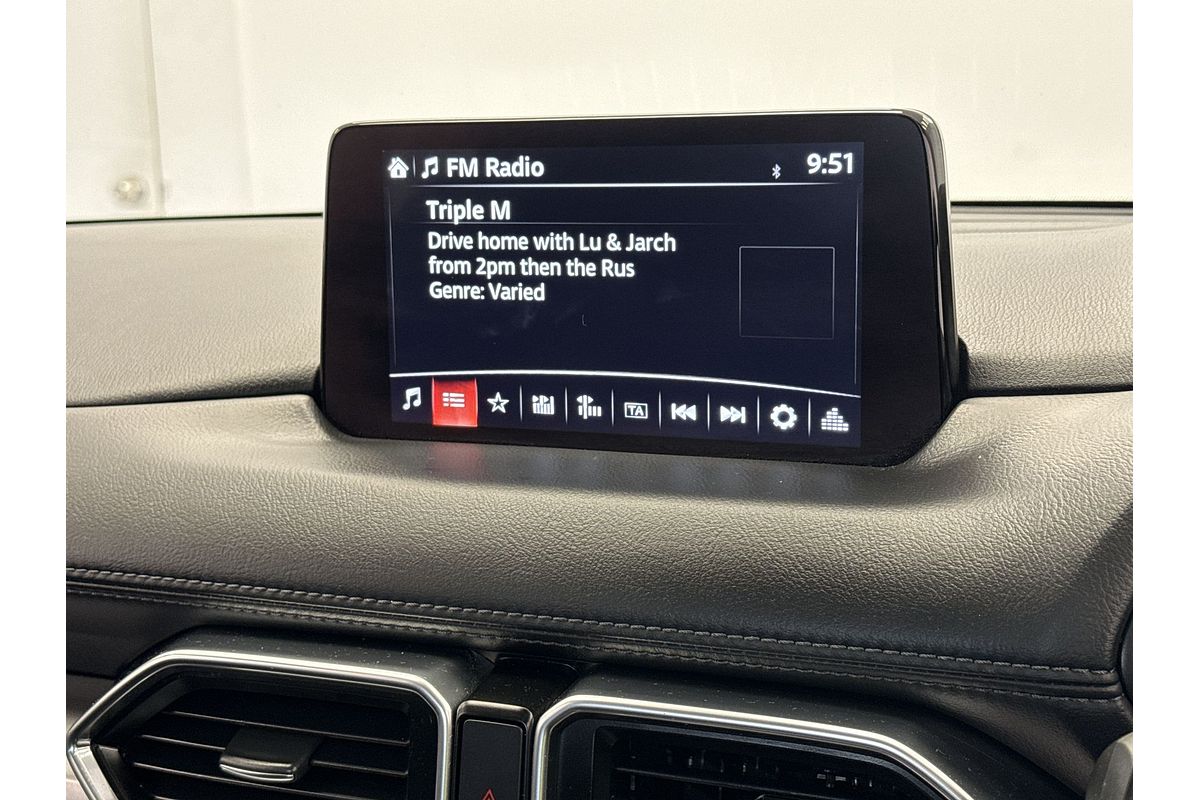 FM Radio
9:51
Triple M
Drive home with Lu & Jarch
from 2pm then the Rus
Genre: Varied
TA